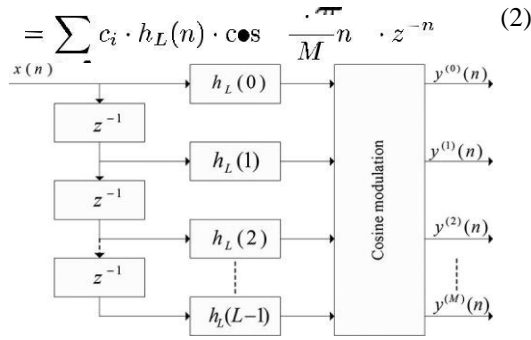 = ∑ c_i · h_L(n) · cos π/M n · z^{-n} (2)
x(n)
h_L(0)
y^{(0)}(n)
z^{-1}
h_L(1)
y^{(1)}(n)
z^{-1}
Cosine modulation
h_L(2)
y^{(2)}(n)
z^{-1}
h_L(L-1)
y^{(M)}(n)